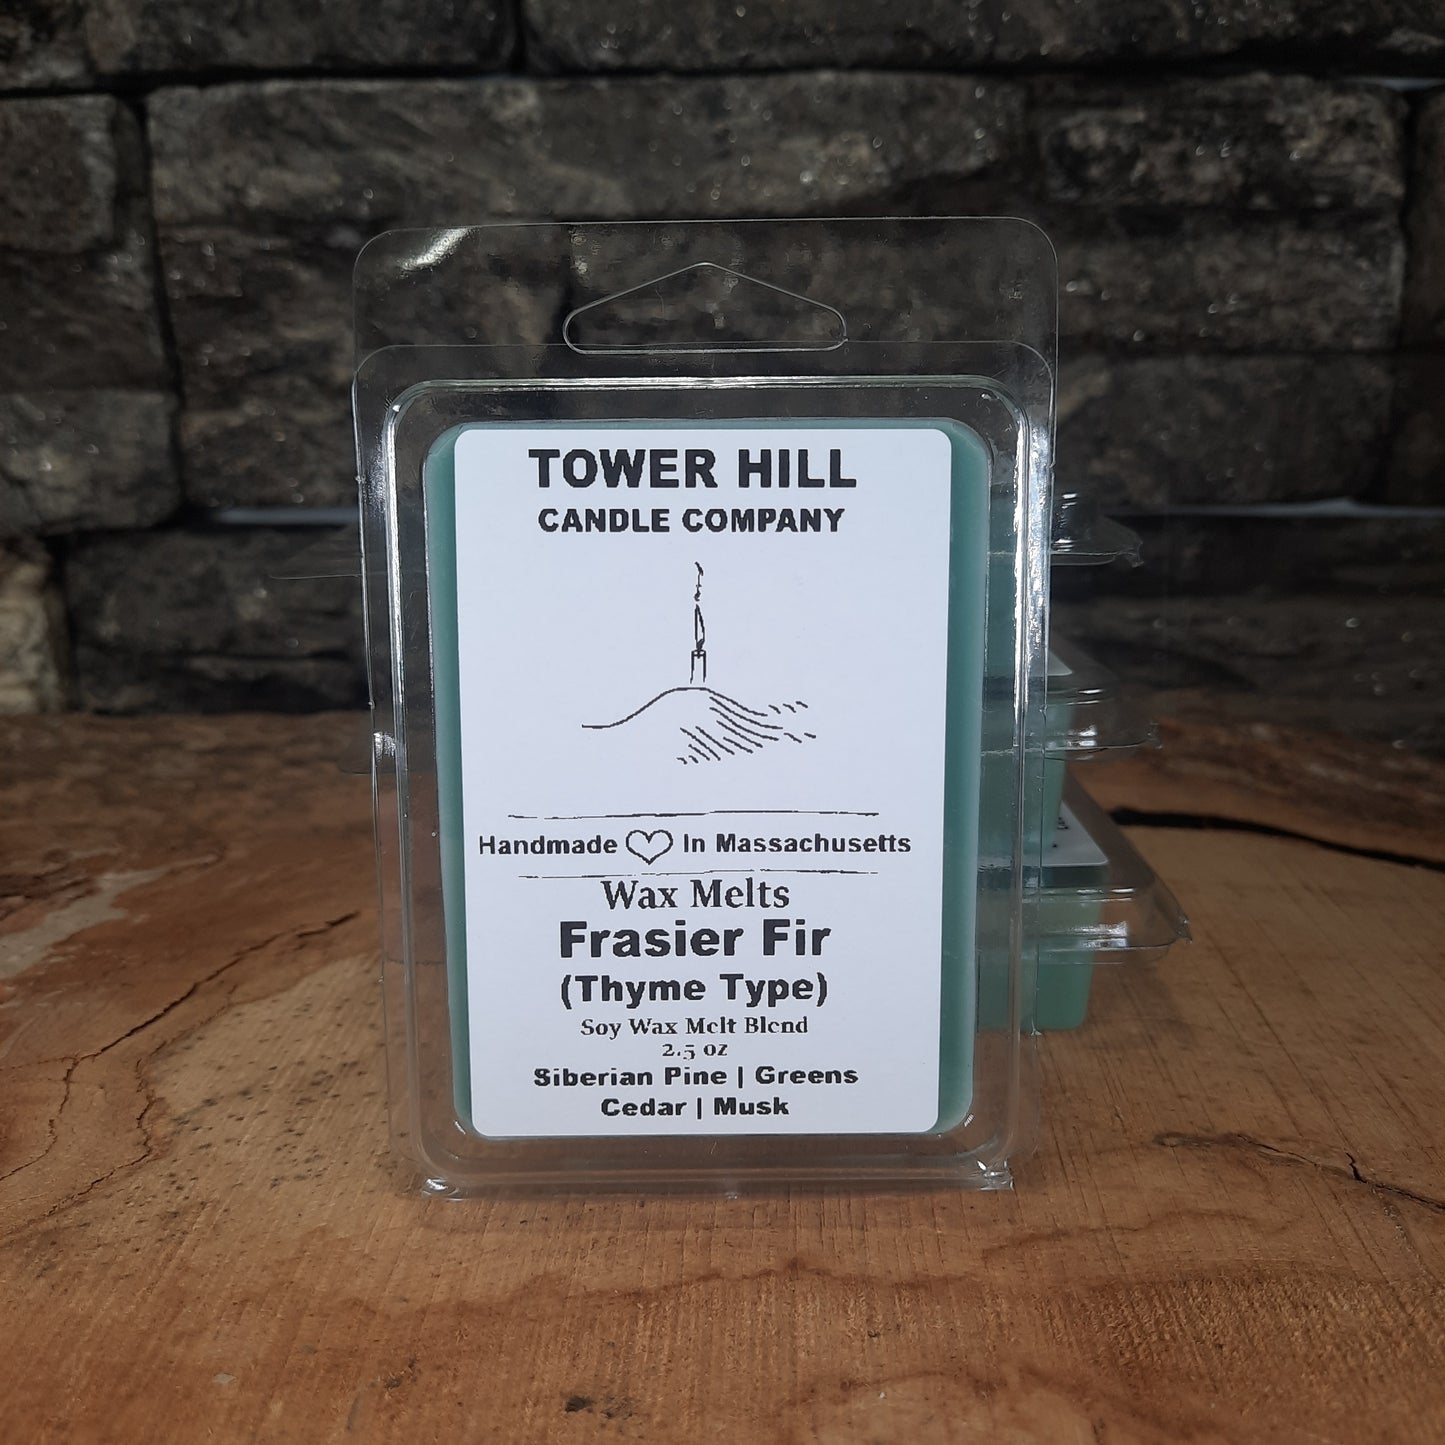 TOWER HILL
CANDLE COMPANY
Handmade In Massachusetts
Wax Melts
Frasier Fir
(Thyme Type)
Soy Wax Melt Blend
2.5 oz
Siberian Pine | Greens
Cedar | Musk